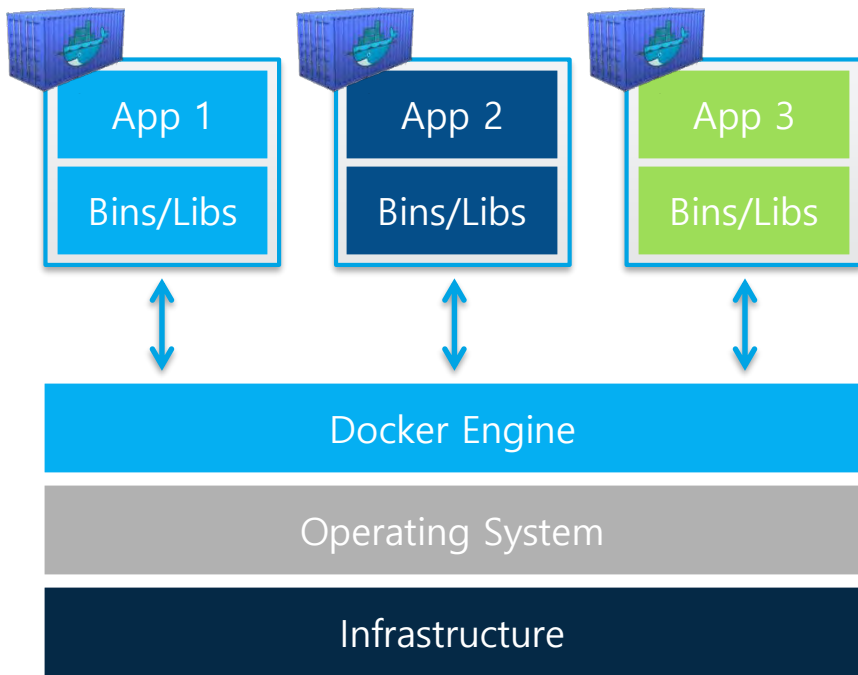 App 1
App 2
App 3
Bins/Libs
Bins/Libs
Bins/Libs
Docker Engine
Operating System
Infrastructure